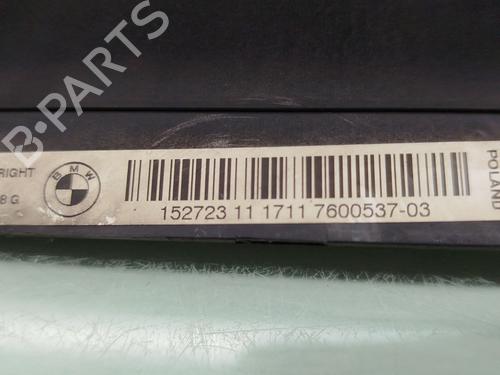 B-PARTS
RIGHT
BMW
8 G
152723 11 1711 7600537-03
POLAND